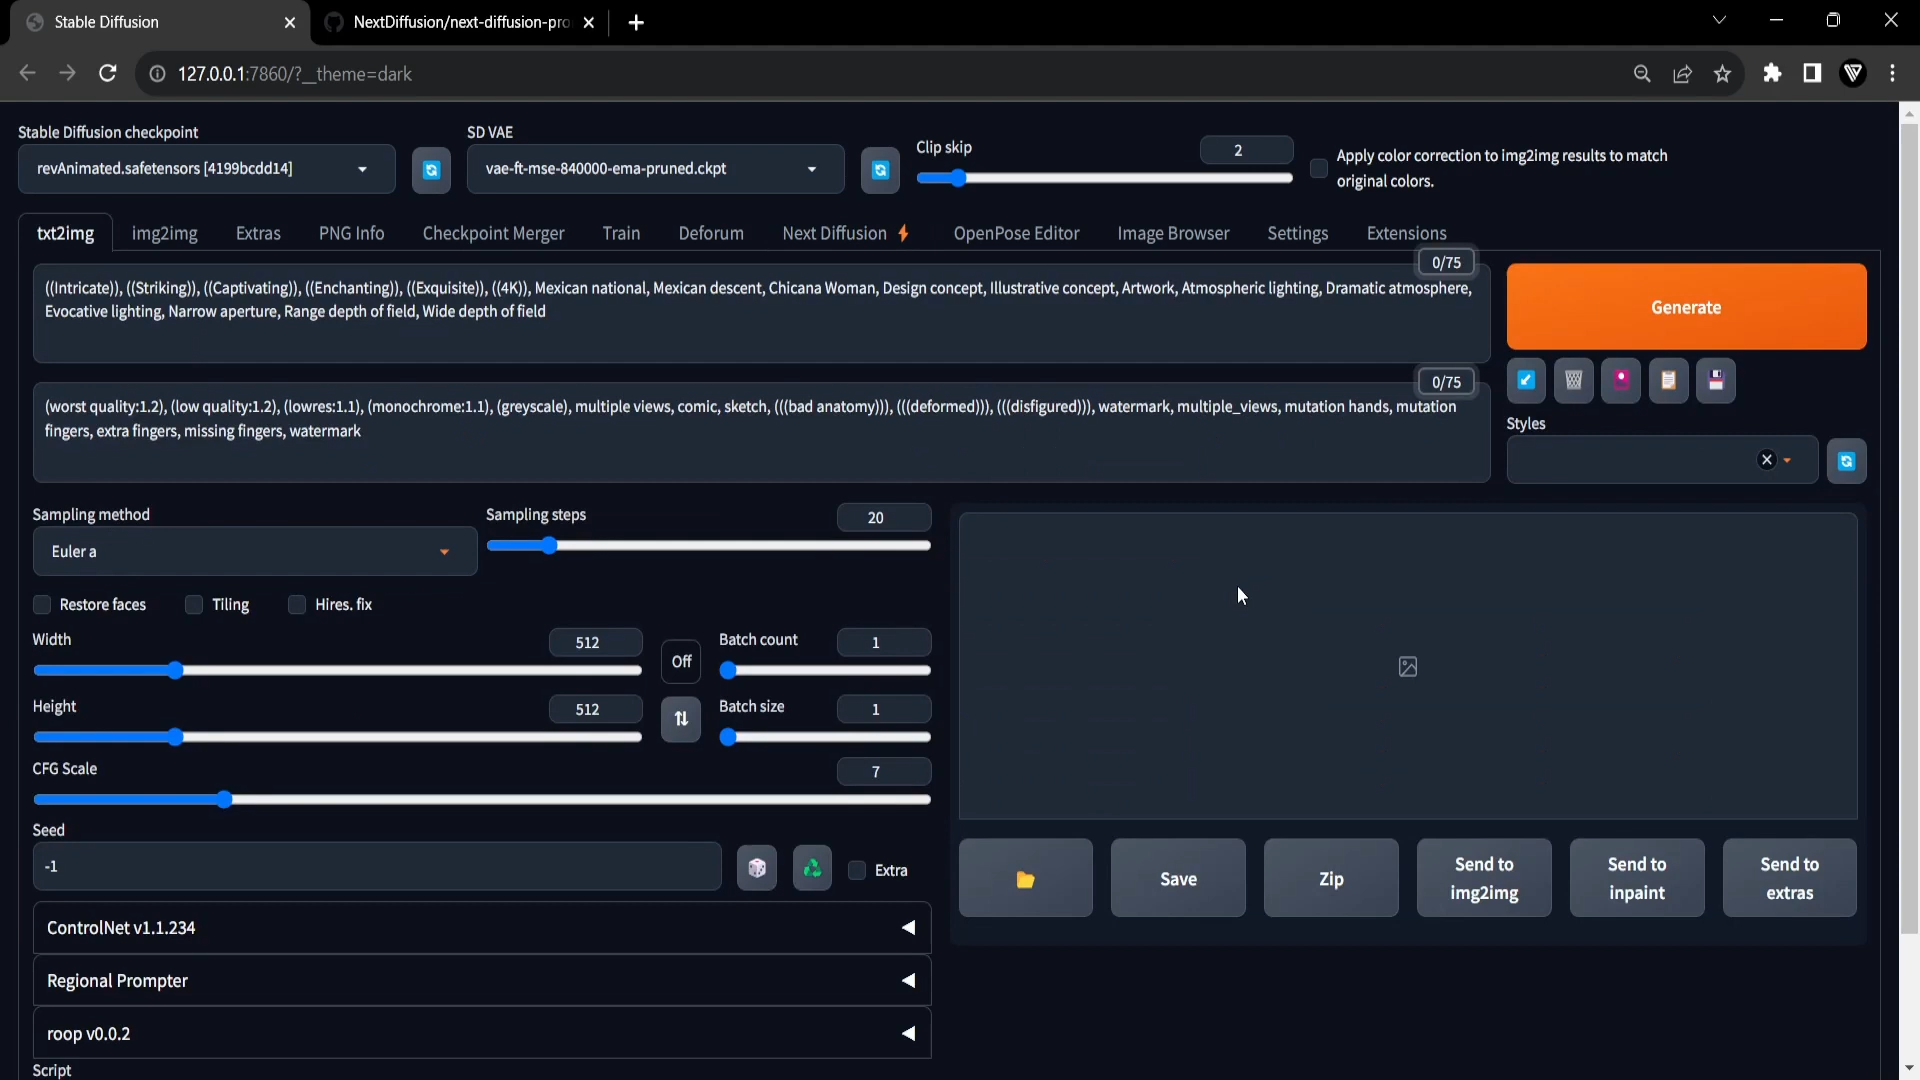 Stable Diffusion
NextDiffusion/next-diffusion-pro
127.0.0.1:7860/?__theme=dark
Stable Diffusion checkpoint
revAnimated.safetensors [4199bcdd14]
SD VAE
vae-ft-mse-840000-ema-pruned.ckpt
Clip skip
2
Apply color correction to img2img results to match
original colors.
txt2img
img2img
Extras
PNG Info
Checkpoint Merger
Train
Deforum
Next Diffusion
OpenPose Editor
Image Browser
Settings
Extensions
0/75
((Intricate)), ((Striking)), ((Captivating)), ((Enchanting)), ((Exquisite)), ((4K)), Mexican national, Mexican descent, Chicana Woman, Design concept, Illustrative concept, Artwork, Atmospheric lighting, Dramatic atmosphere,
Evocative lighting, Narrow aperture, Range depth of field, Wide depth of field
Generate
0/75
(worst quality:1.2), (low quality:1.2), (lowres:1.1), (monochrome:1.1), (greyscale), multiple views, comic, sketch, (((bad anatomy))), (((deformed))), (((disfigured))), watermark, multiple_views, mutation hands, mutation
fingers, extra fingers, missing fingers, watermark
Styles
Sampling method
Euler a
Sampling steps
20
Restore faces
Tiling
Hires. fix
Width
512
Off
Batch count
1
Height
512
Batch size
1
CFG Scale
7
Seed
-1
Extra
Save
Zip
Send to
img2img
Send to
inpaint
Send to
extras
ControlNet v1.1.234
Regional Prompter
roop v0.0.2
Script